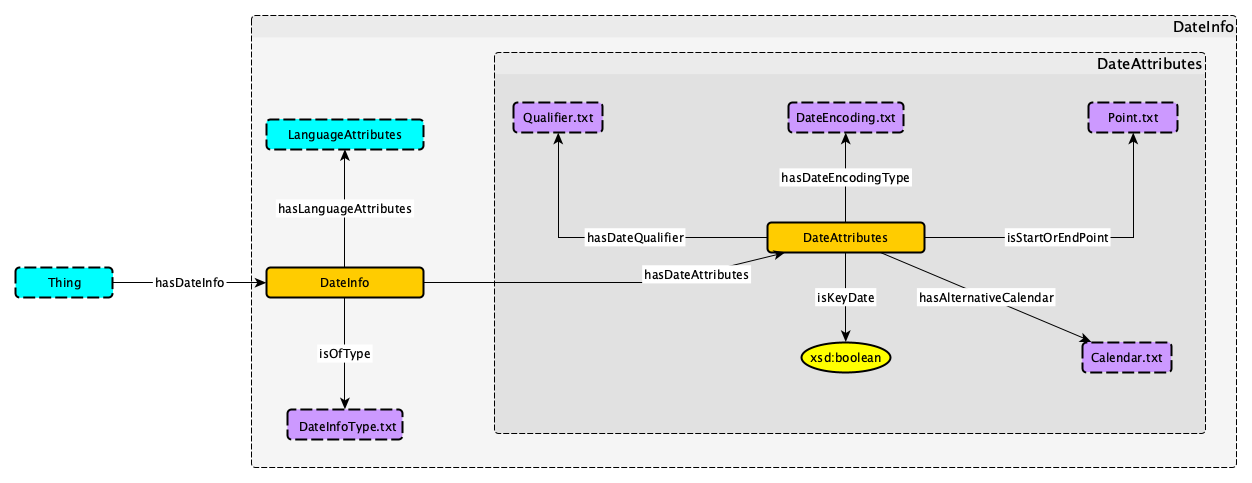 DateInfo
DateAttributes
Qualifier.txt
DateEncoding.txt
Point.txt
LanguageAttributes
hasDateEncodingType
hasLanguageAttributes
hasDateQualifier
DateAttributes
isStartOrEndPoint
Thing
hasDateInfo
DateInfo
hasDateAttributes
isKeyDate
hasAlternativeCalendar
isOfType
xsd:boolean
Calendar.txt
DateInfoType.txt